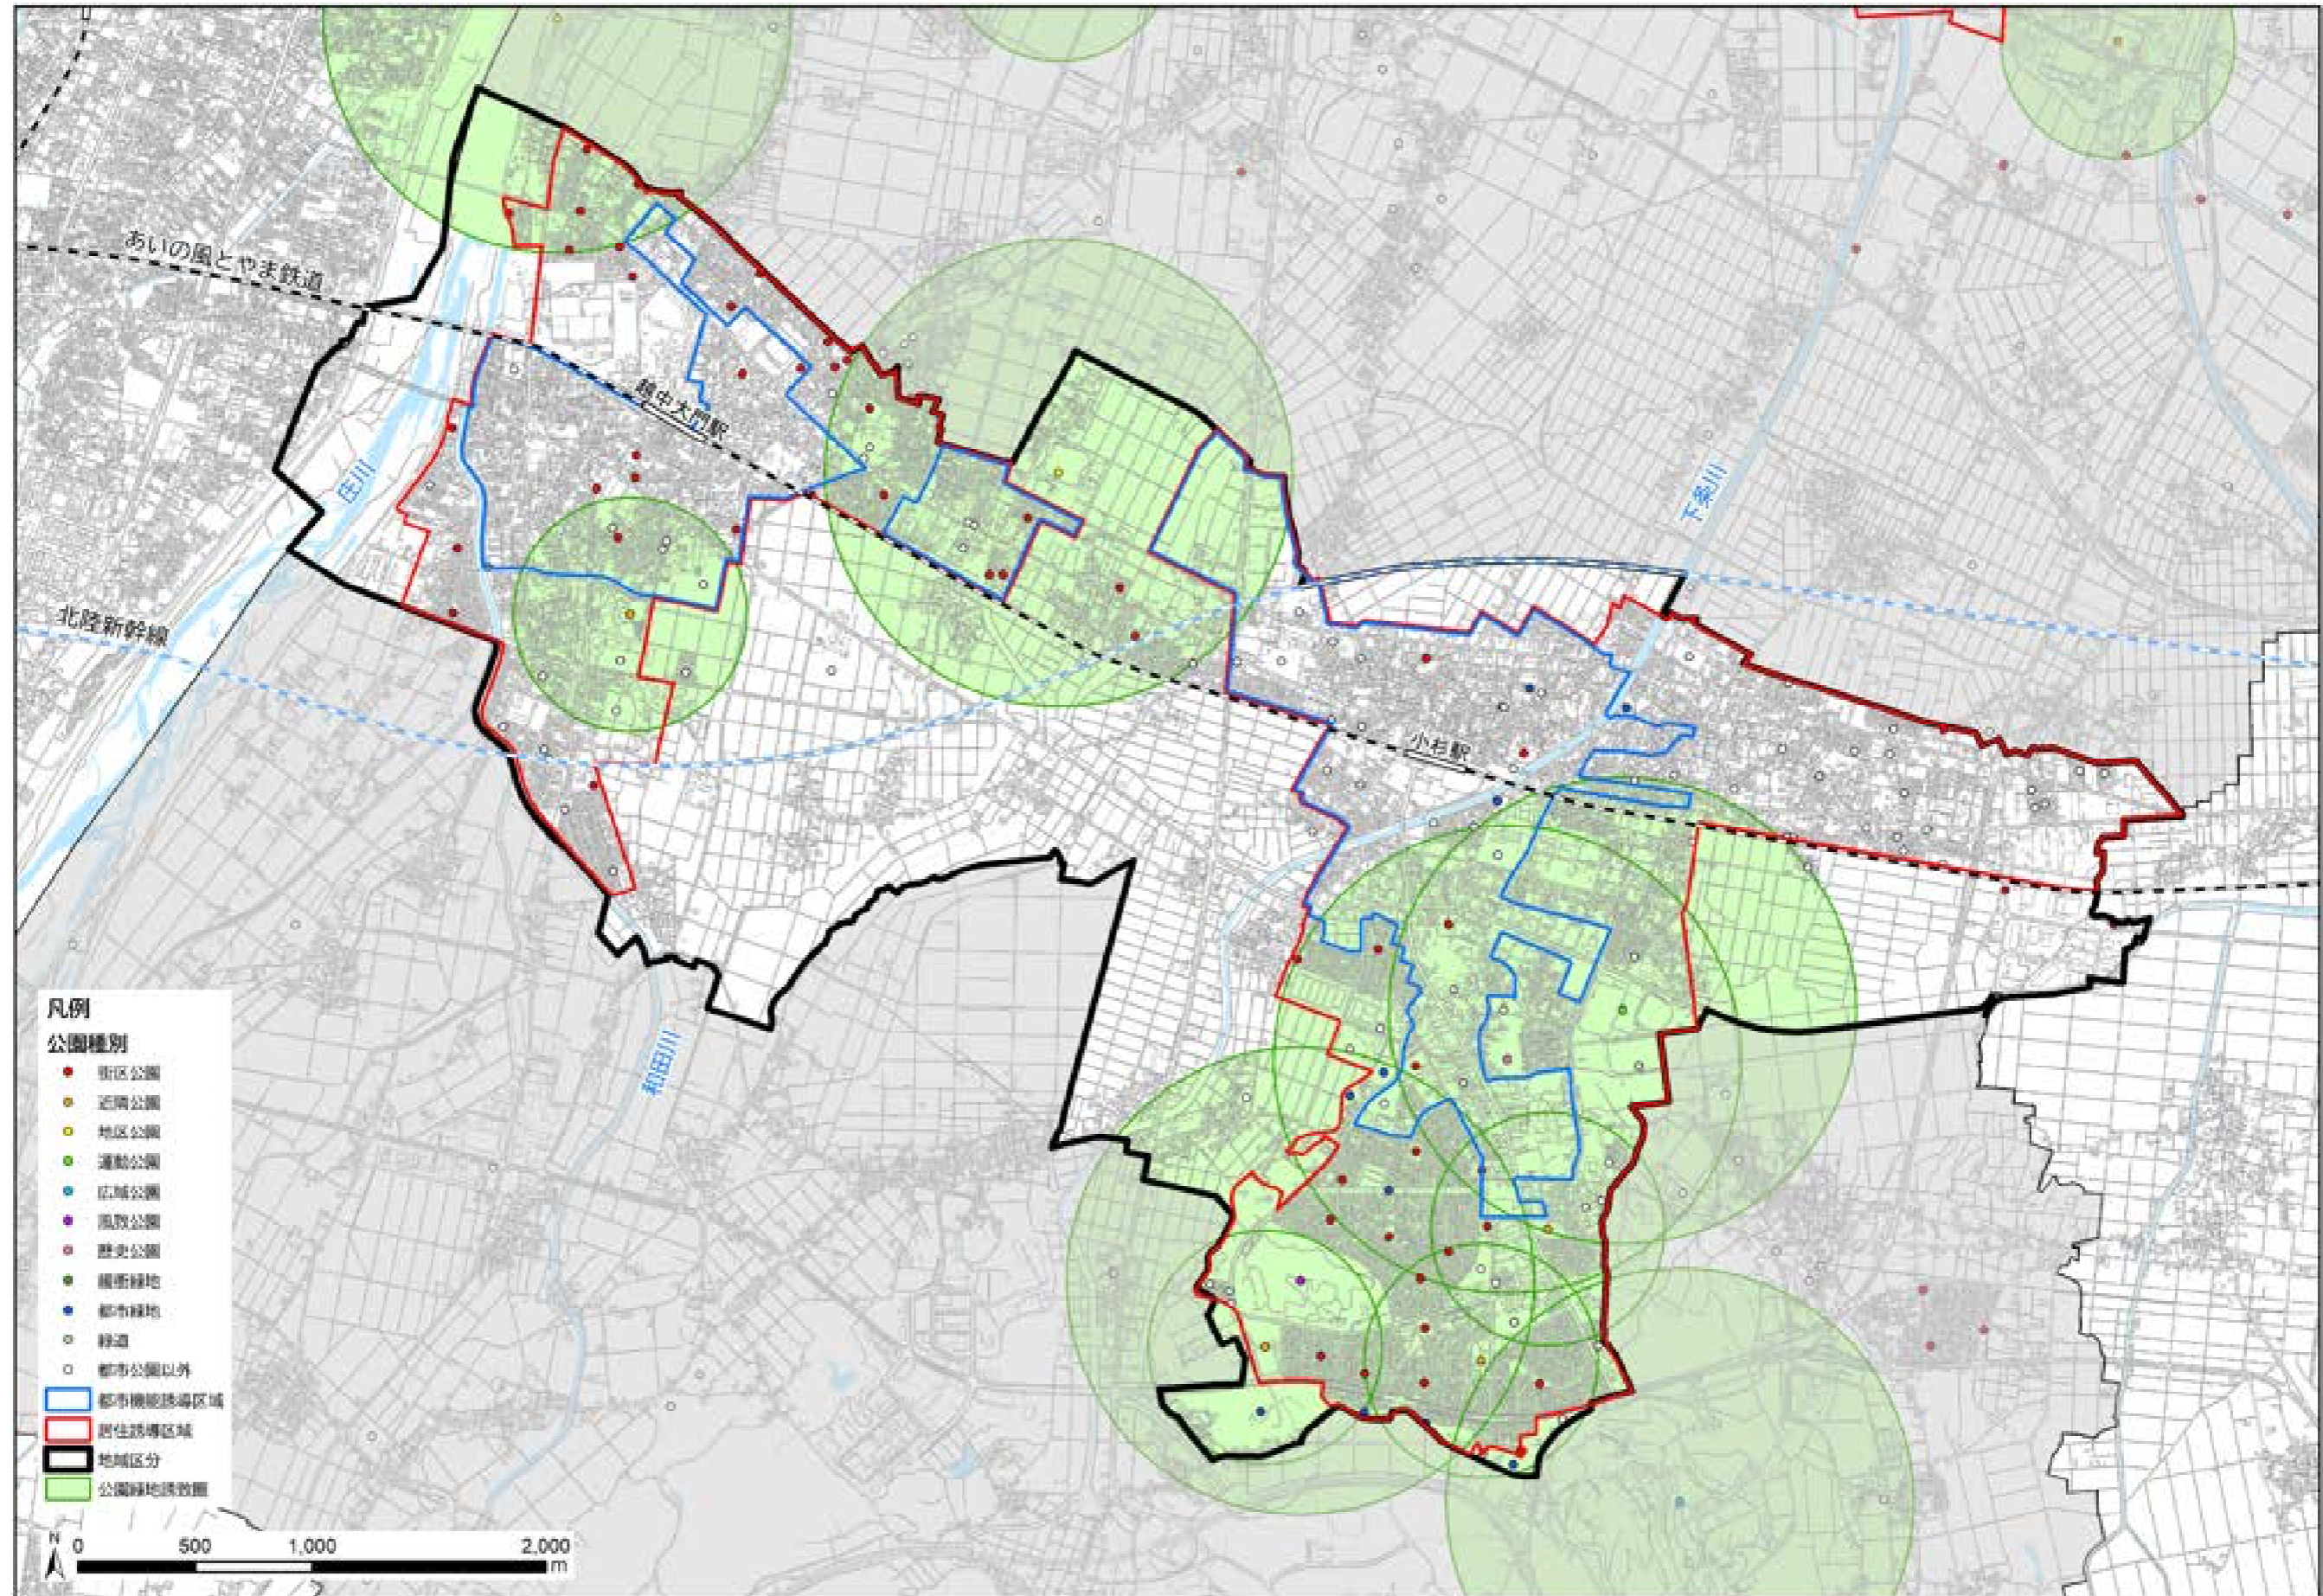 あいの風とやま鉄道
越中大門駅
庄川
下条川
北陸新幹線
小杉駅
和田川
凡例
公園種別
街区公園
近隣公園
地区公園
運動公園
広域公園
風致公園
歴史公園
緩衝緑地
都市緑地
緑道
都市公園以外
都市機能誘導区域
居住誘導区域
地域区分
公園緑地誘致圏
N
0 500 1,000 2,000
m